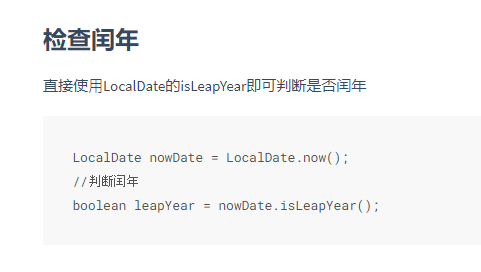 检查闰年
直接使用LocalDate的isLeapYear即可判断是否闰年
LocalDate nowDate = LocalDate.now();
//判断闰年
boolean leapYear = nowDate.isLeapYear();